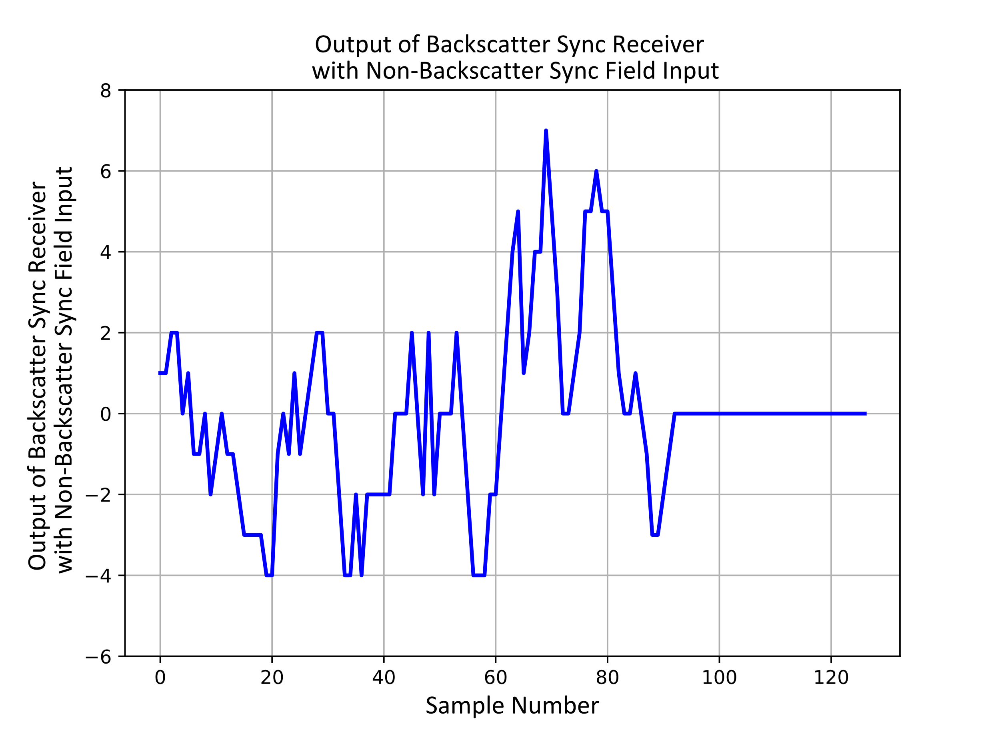 Output of Backscatter Sync Receiver
with Non-Backscatter Sync Field Input
Output of Backscatter Sync Receiver
with Non-Backscatter Sync Field Input
8
6
4
2
0
−2
−4
−6
0 20 40 60 80 100 120
Sample Number